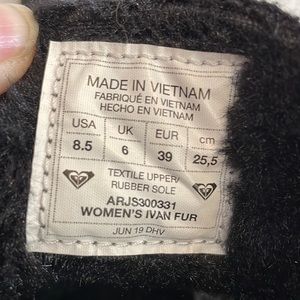 MADE IN VIETNAM
FABRIQUÉ EN VIETNAM
HECHO EN VIETNAM
USA UK EUR cm
8.5 6 39 25,5
TEXTILE UPPER/
RUBBER SOLE
ARJS300331
WOMEN'S IVAN FUR
JUN 19 DHV